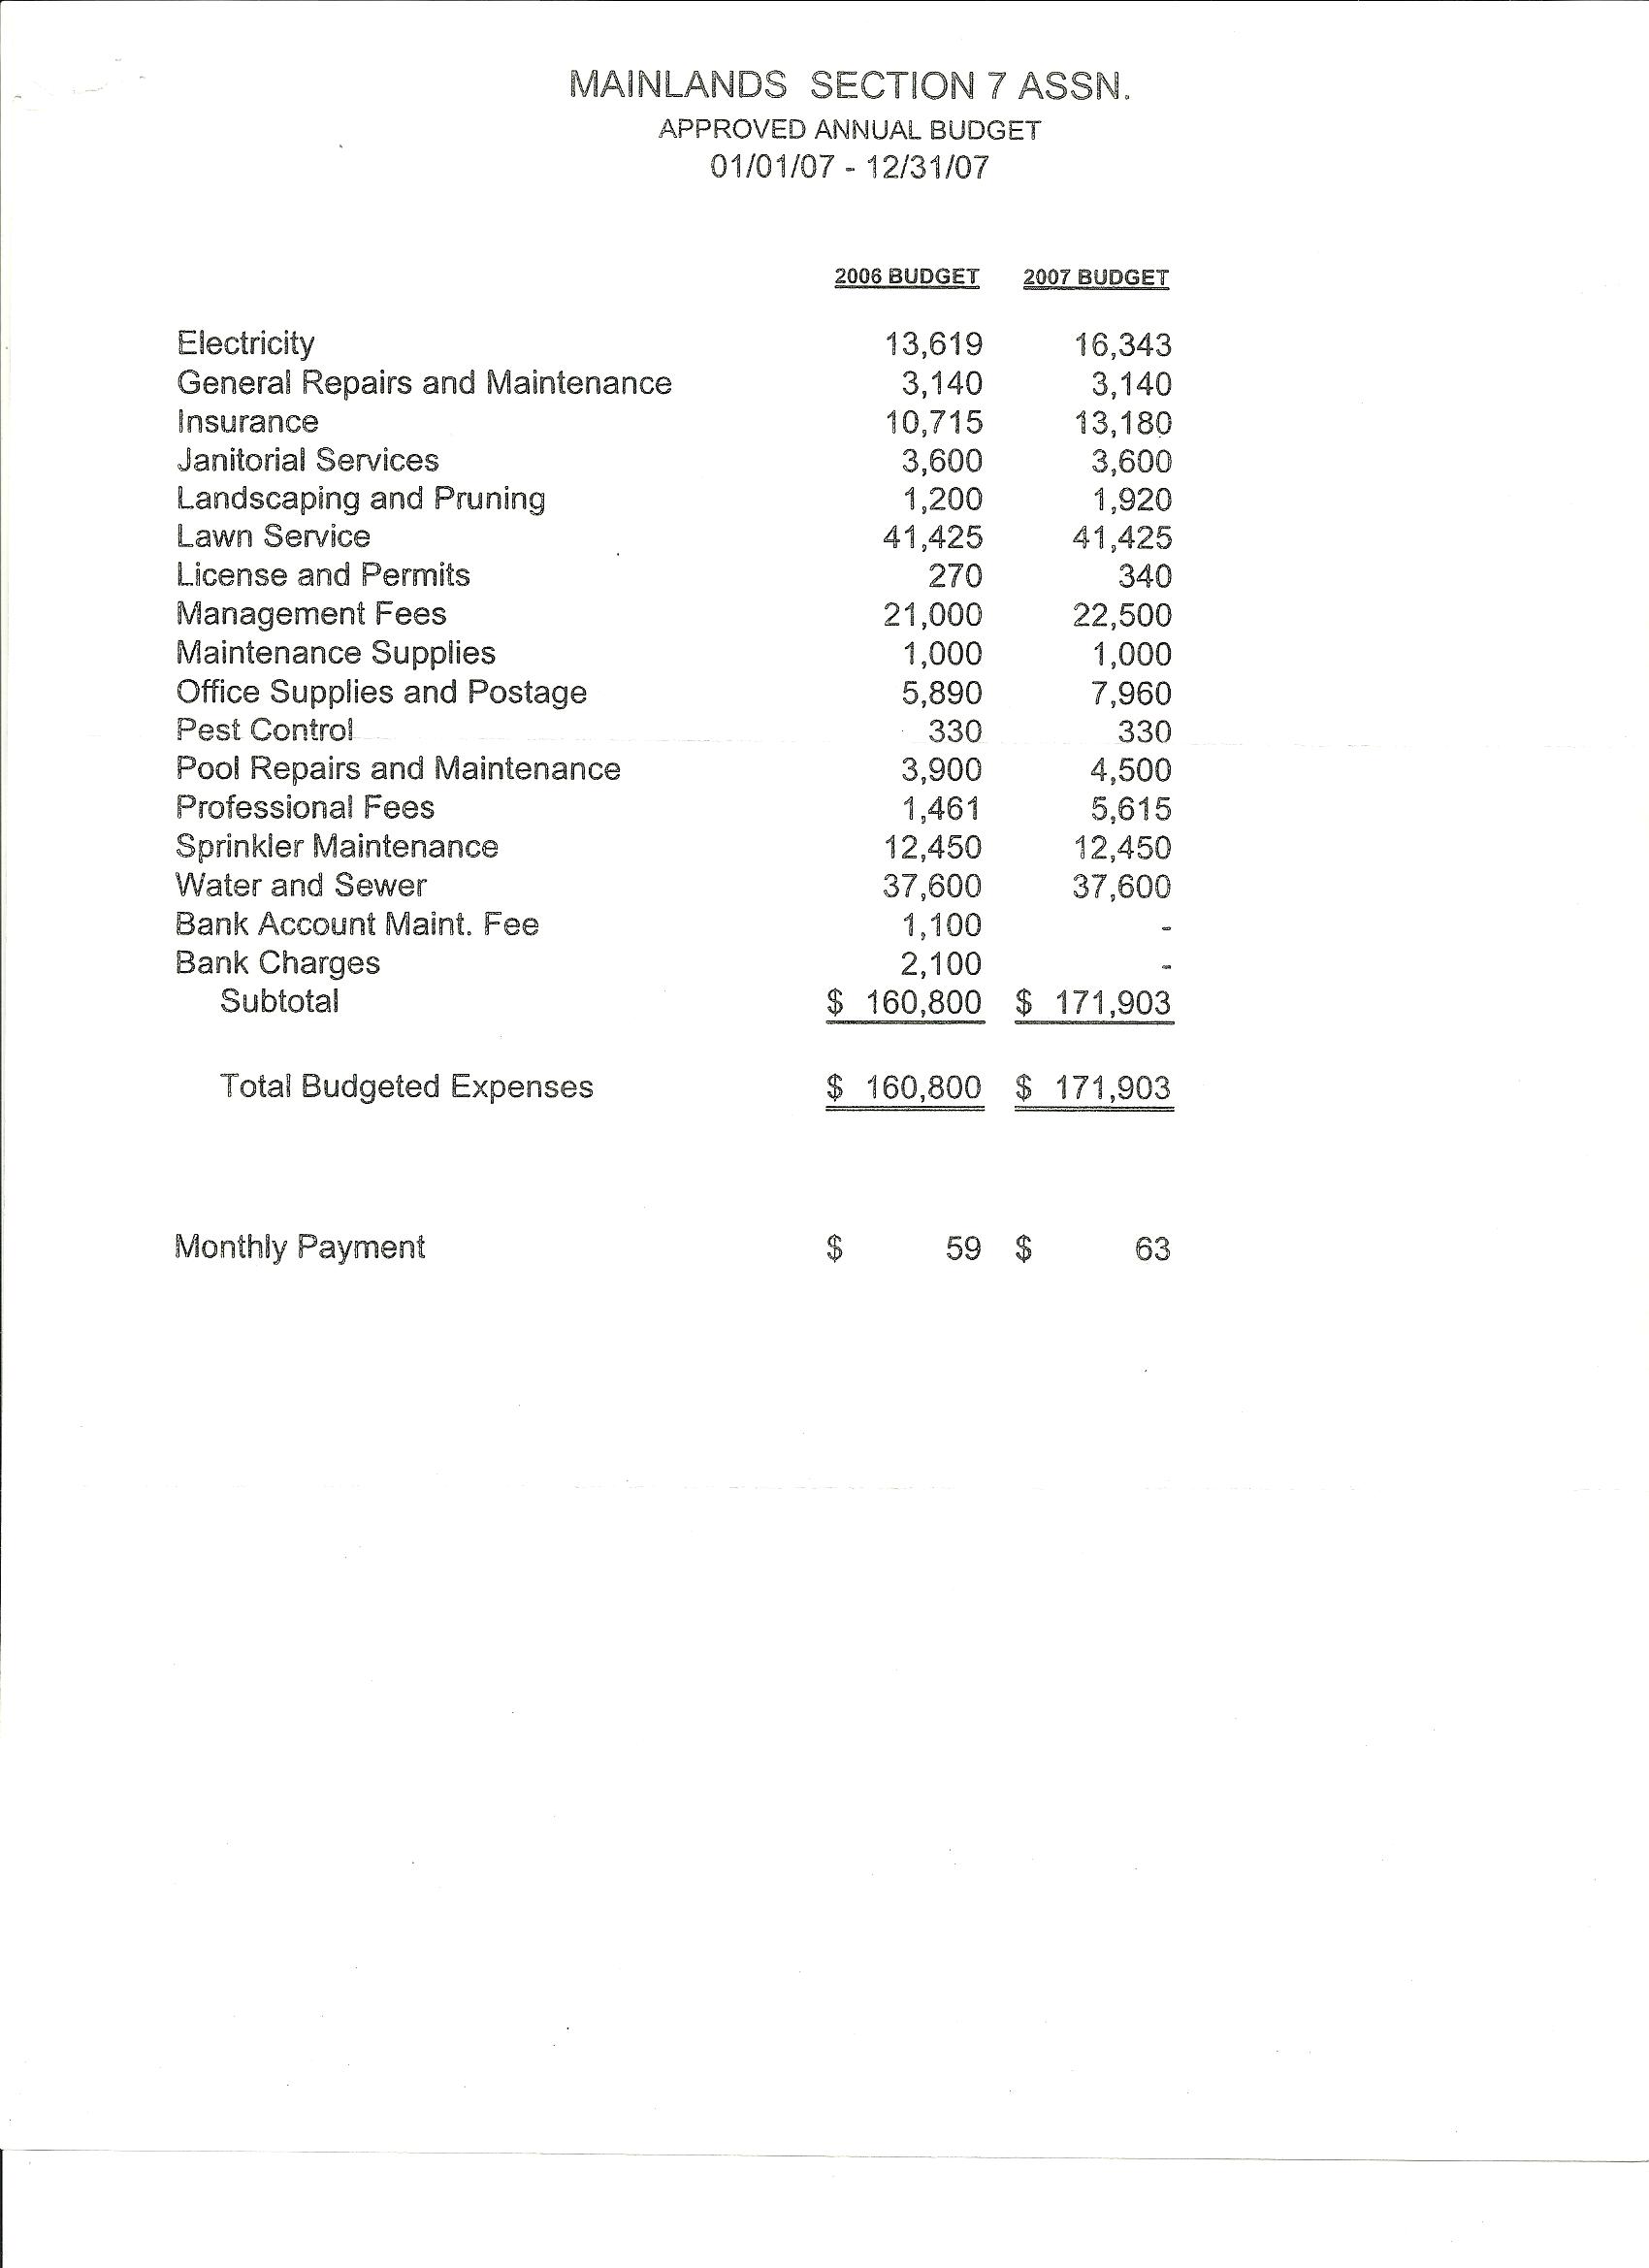 MAINLANDS SECTION 7 ASSN.
APPROVED ANNUAL BUDGET
01/01/07 - 12/31/07
2006 BUDGET 2007 BUDGET
Electricity 13,619 16,343
General Repairs and Maintenance 3,140 3,140
Insurance 10,715 13,180
Janitorial Services 3,600 3,600
Landscaping and Pruning 1,200 1,920
Lawn Service 41,425 41,425
License and Permits 270 340
Management Fees 21,000 22,500
Maintenance Supplies 1,000 1,000
Office Supplies and Postage 5,890 7,960
Pest Control 330 330
Pool Repairs and Maintenance 3,900 4,500
Professional Fees 1,461 5,615
Sprinkler Maintenance 12,450 12,450
Water and Sewer 37,600 37,600
Bank Account Maint. Fee 1,100 -
Bank Charges 2,100 -
Subtotal $ 160,800 $ 171,903
Total Budgeted Expenses $ 160,800 $ 171,903
Monthly Payment $ 59 $ 63